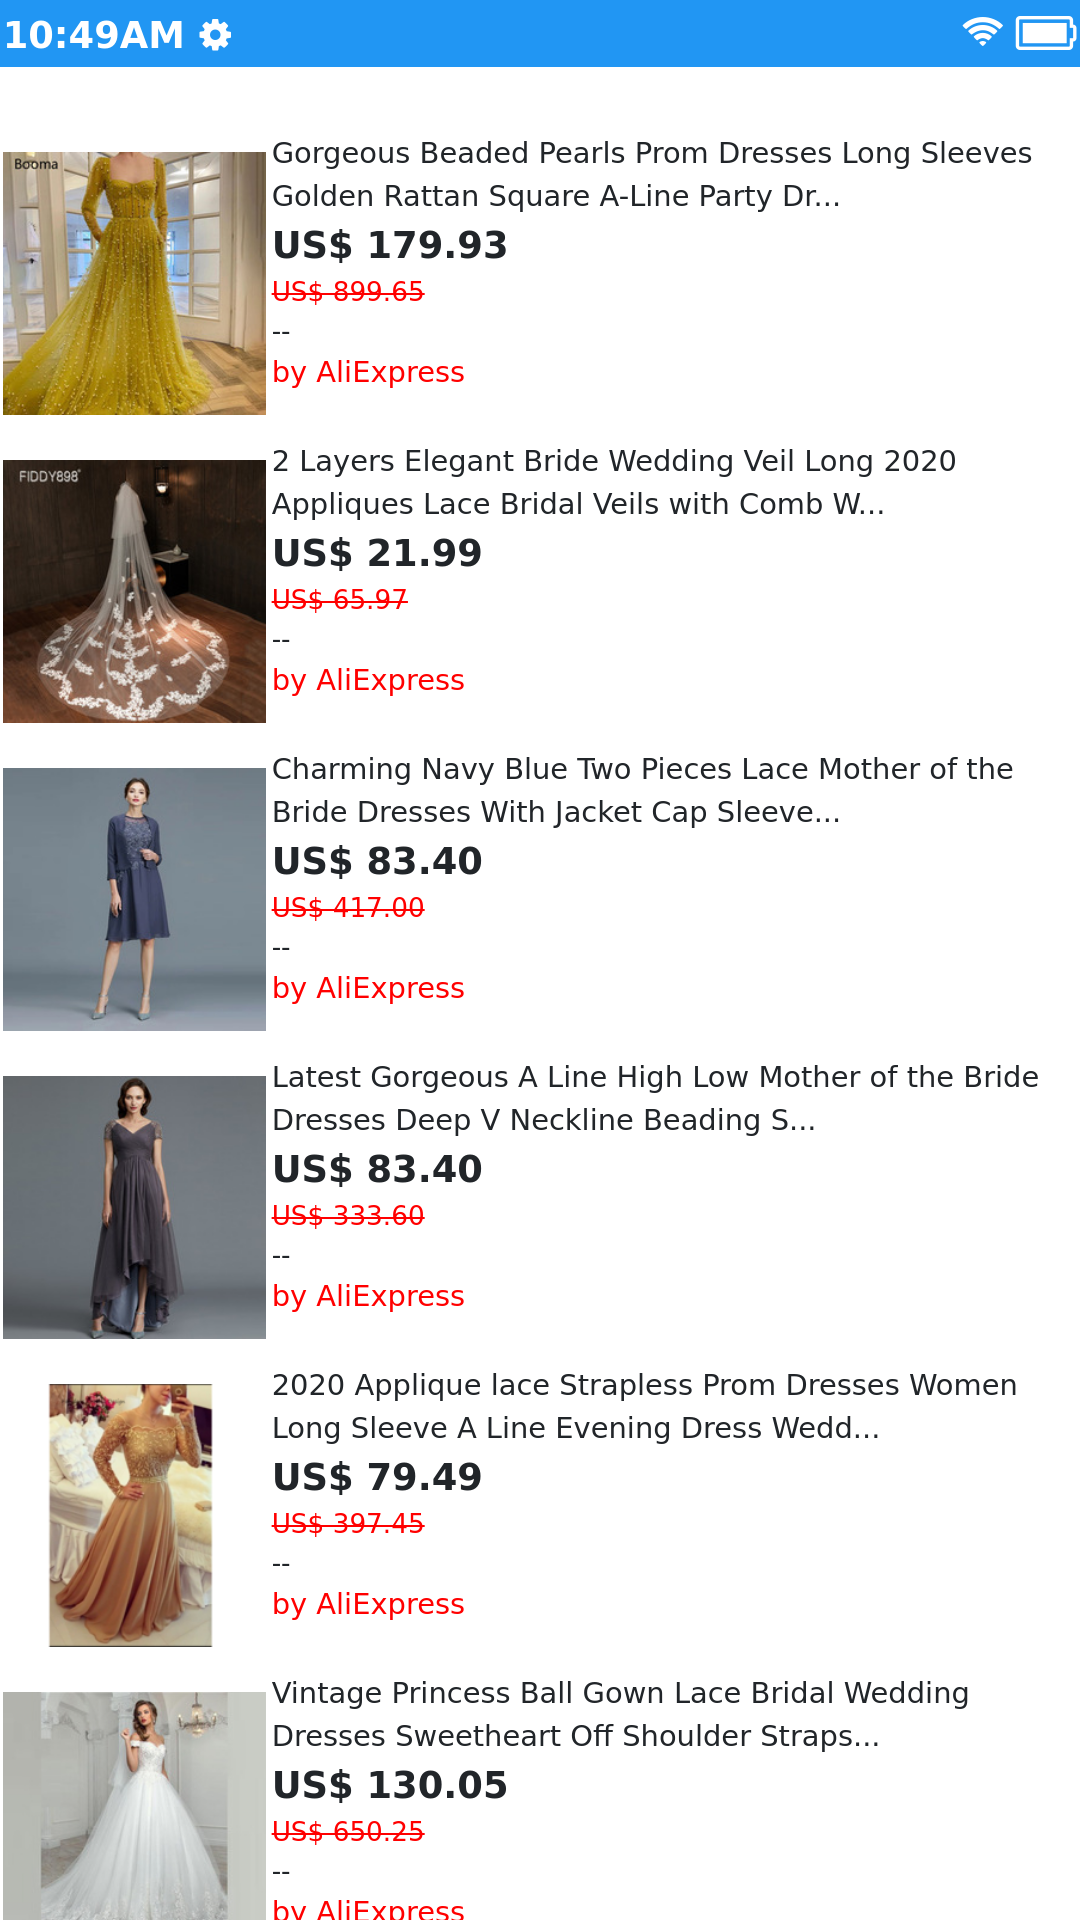 10:49AM
Booma
Gorgeous Beaded Pearls Prom Dresses Long Sleeves
Golden Rattan Square A-Line Party Dr...
US$ 179.93
US$ 899.65
--
by AliExpress
FIDDY898
2 Layers Elegant Bride Wedding Veil Long 2020
Appliques Lace Bridal Veils with Comb W...
US$ 21.99
US$ 65.97
--
by AliExpress
Charming Navy Blue Two Pieces Lace Mother of the
Bride Dresses With Jacket Cap Sleeve...
US$ 83.40
US$ 417.00
--
by AliExpress
Latest Gorgeous A Line High Low Mother of the Bride
Dresses Deep V Neckline Beading S...
US$ 83.40
US$ 333.60
--
by AliExpress
2020 Applique lace Strapless Prom Dresses Women
Long Sleeve A Line Evening Dress Wedd...
US$ 79.49
US$ 397.45
--
by AliExpress
Vintage Princess Ball Gown Lace Bridal Wedding
Dresses Sweetheart Off Shoulder Straps...
US$ 130.05
US$ 650.25
--
by AliExpress